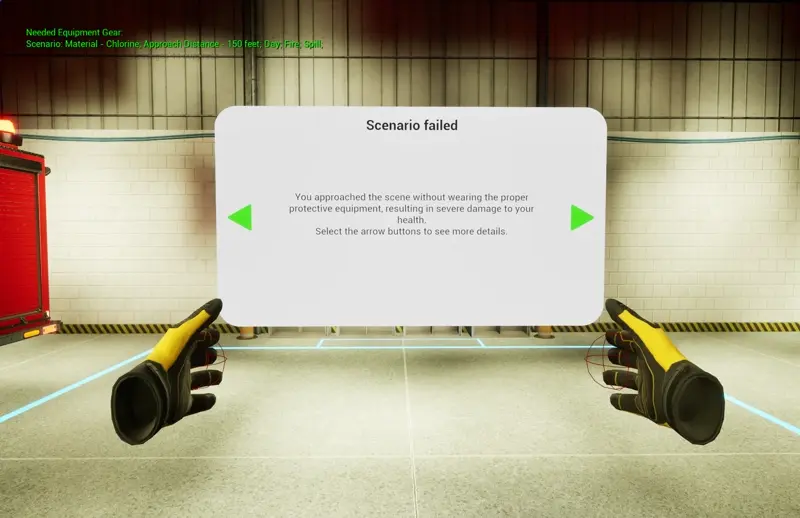 Needed Equipment Gear:
Scenario: Material - Chlorine; Approach Distance - 150 feet; Day; Fire; Spill;
Scenario failed
You approached the scene without wearing the proper
protective equipment, resulting in severe damage to your
health.
Select the arrow buttons to see more details.